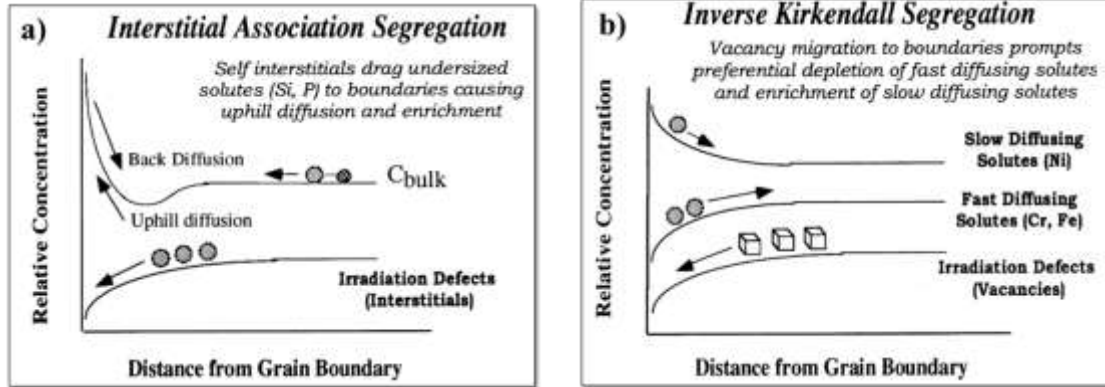 a)
Interstitial Association Segregation
Self interstitials drag undersized
solutes (Si, P) to boundaries causing
uphill diffusion and enrichment
Relative Concentration
Back Diffusion
Cbulk
Uphill diffusion
Irradiation Defects
(Interstitials)
Distance from Grain Boundary
b)
Inverse Kirkendall Segregation
Vacancy migration to boundaries prompts
preferential depletion of fast diffusing solutes
and enrichment of slow diffusing solutes
Relative Concentration
Slow Diffusing
Solutes (Ni)
Fast Diffusing
Solutes (Cr, Fe)
Irradiation Defects
(Vacancies)
Distance from Grain Boundary